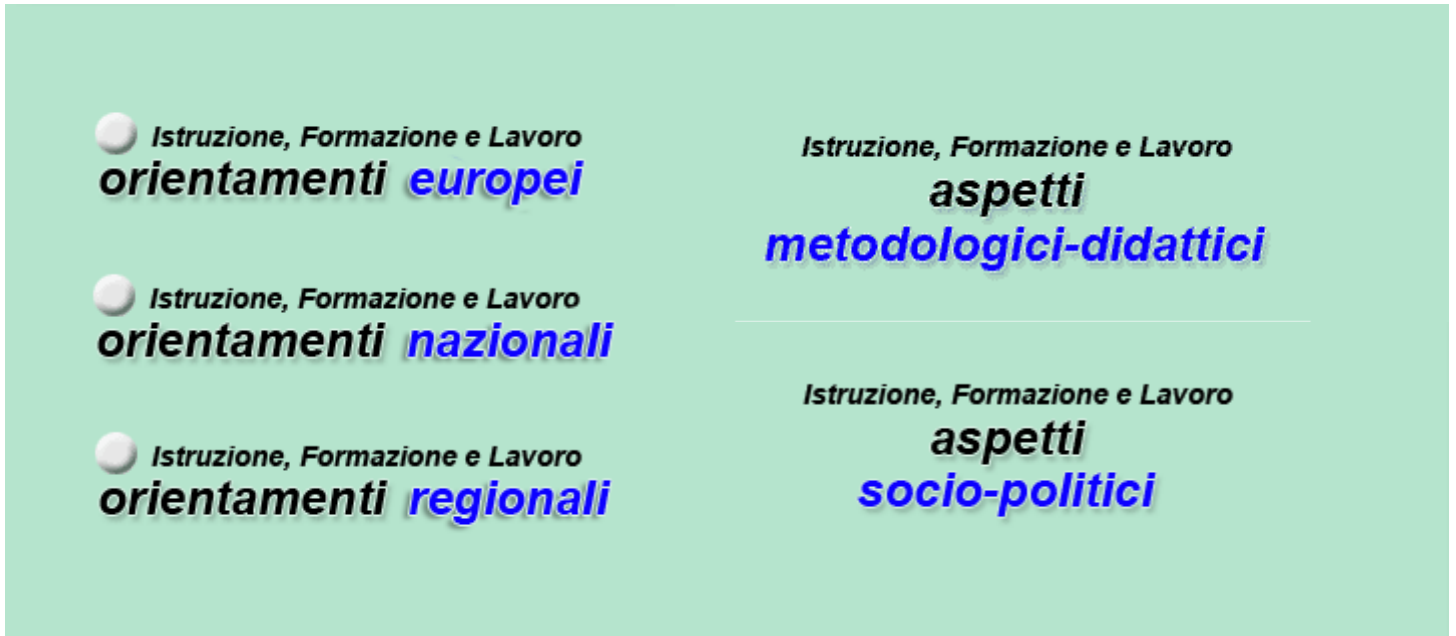 Istruzione, Formazione e Lavoro
orientamenti europei
Istruzione, Formazione e Lavoro
orientamenti nazionali
Istruzione, Formazione e Lavoro
orientamenti regionali
Istruzione, Formazione e Lavoro
aspetti
metodologici-didattici
Istruzione, Formazione e Lavoro
aspetti
socio-politici